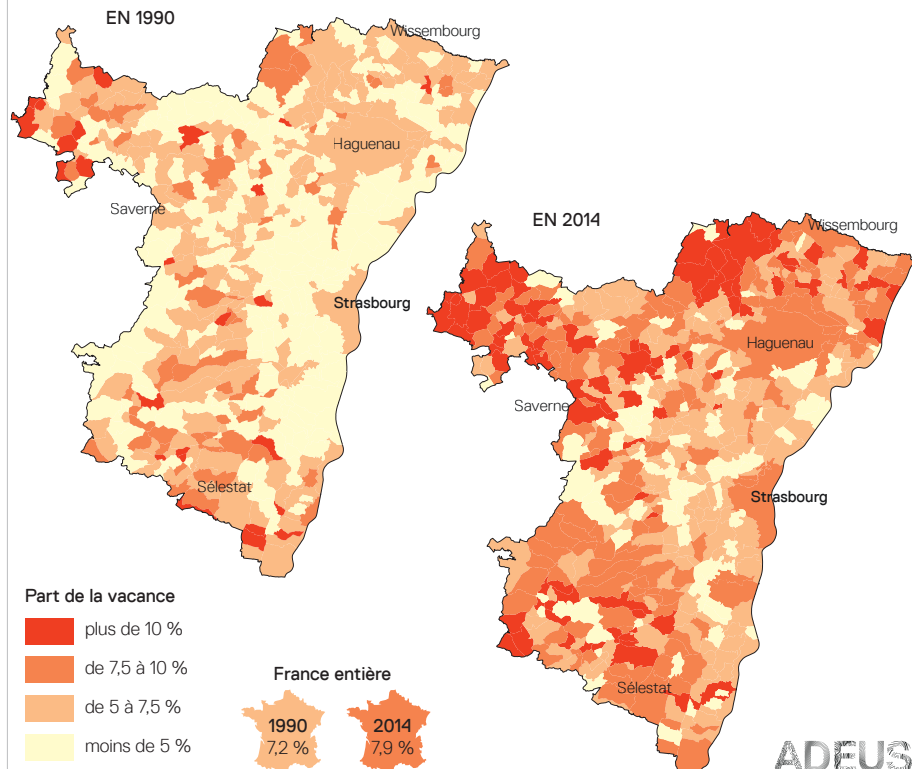 EN 1990
Wissembourg
Haguenau
Saverne
Strasbourg
Sélestat
EN 2014
Wissembourg
Haguenau
Saverne
Strasbourg
Sélestat
Part de la vacance
plus de 10 %
de 7,5 à 10 %
de 5 à 7,5 %
moins de 5 %
France entière
1990
7,2 %
2014
7,9 %
ADEUS